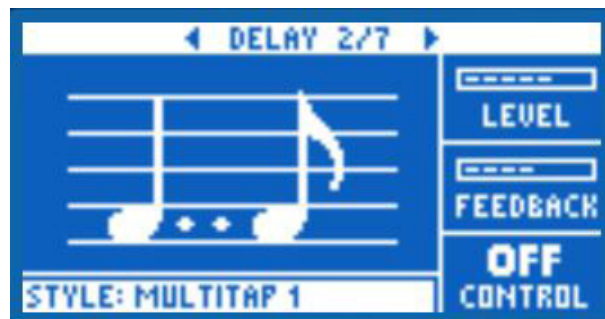 DELAY 2/7
LEVEL
FEEDBACK
OFF
CONTROL
STYLE: MULTITAP 1